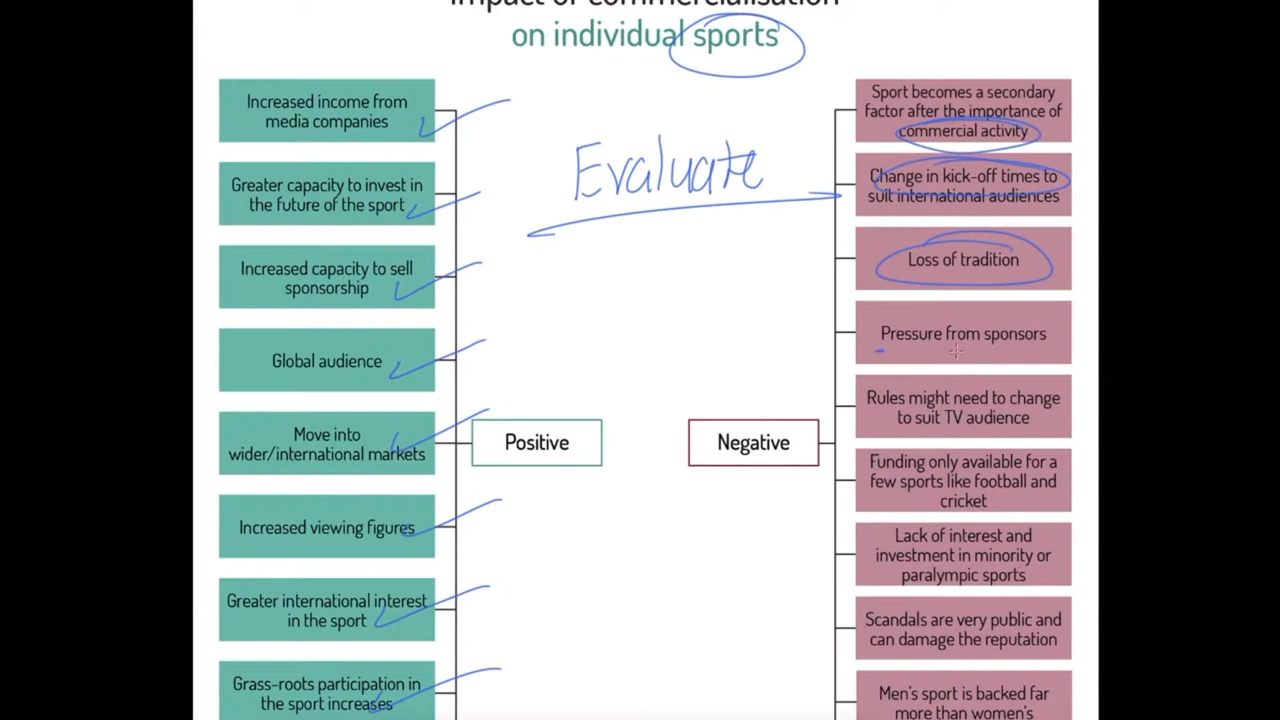 Impact of commercialisation
on individual sports
Increased income from
media companies
Greater capacity to invest in
the future of the sport
Increased capacity to sell
sponsorship
Global audience
Move into
wider/international markets
Increased viewing figures
Greater international interest
in the sport
Grass-roots participation in
the sport increases
Evaluate
Positive
Negative
Sport becomes a secondary
factor after the importance of
commercial activity
Change in kick-off times to
suit international audiences
Loss of tradition
Pressure from sponsors
Rules might need to change
to suit TV audience
Funding only available for a
few sports like football and
cricket
Lack of interest and
investment in minority or
paralympic sports
Scandals are very public and
can damage the reputation
Men's sport is backed far
more than women's